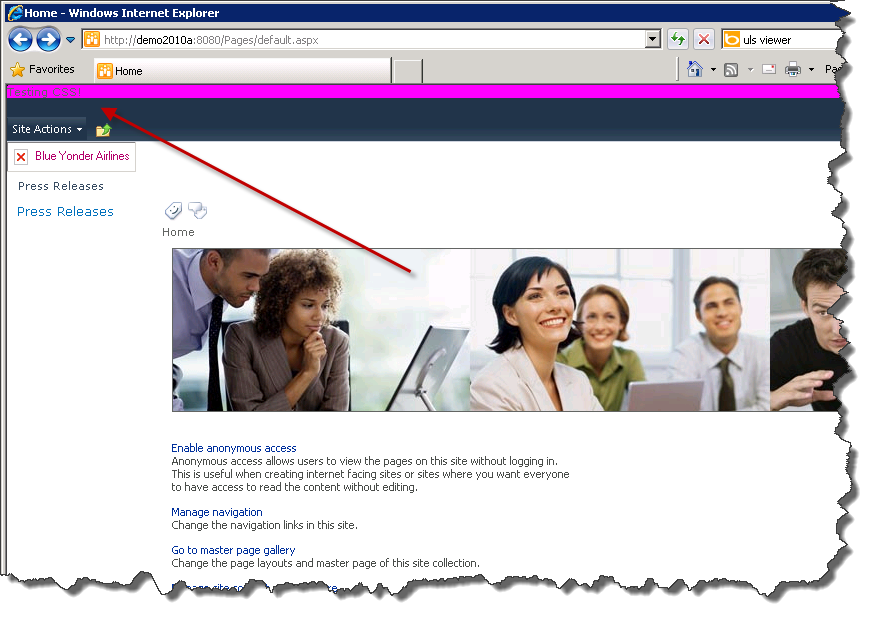 Home - Windows Internet Explorer
http://demo2010a:8080/Pages/default.aspx
uls viewer
Favorites
Home
Site Actions
Blue Yonder Airlines
Press Releases
Press Releases
Home
Enable anonymous access
Anonymous access allows users to view the pages on this site without logging in.
This is useful when creating internet facing sites or sites where you want everyone
to have access to read the content without editing.
Manage navigation
Change the navigation links in this site.
Go to master page gallery
Change the page layouts and master page of this site collection.